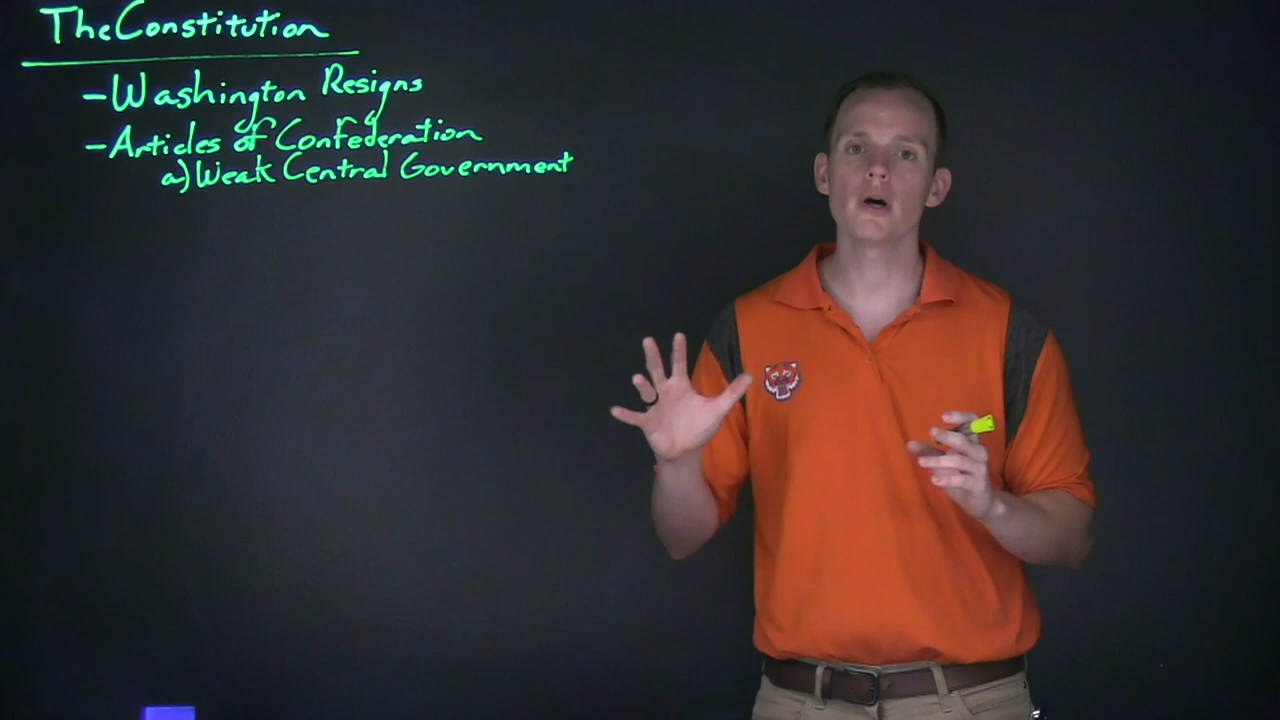 The Constitution
- Washington Resigns
- Articles of Confederation
a) Weak Central Government